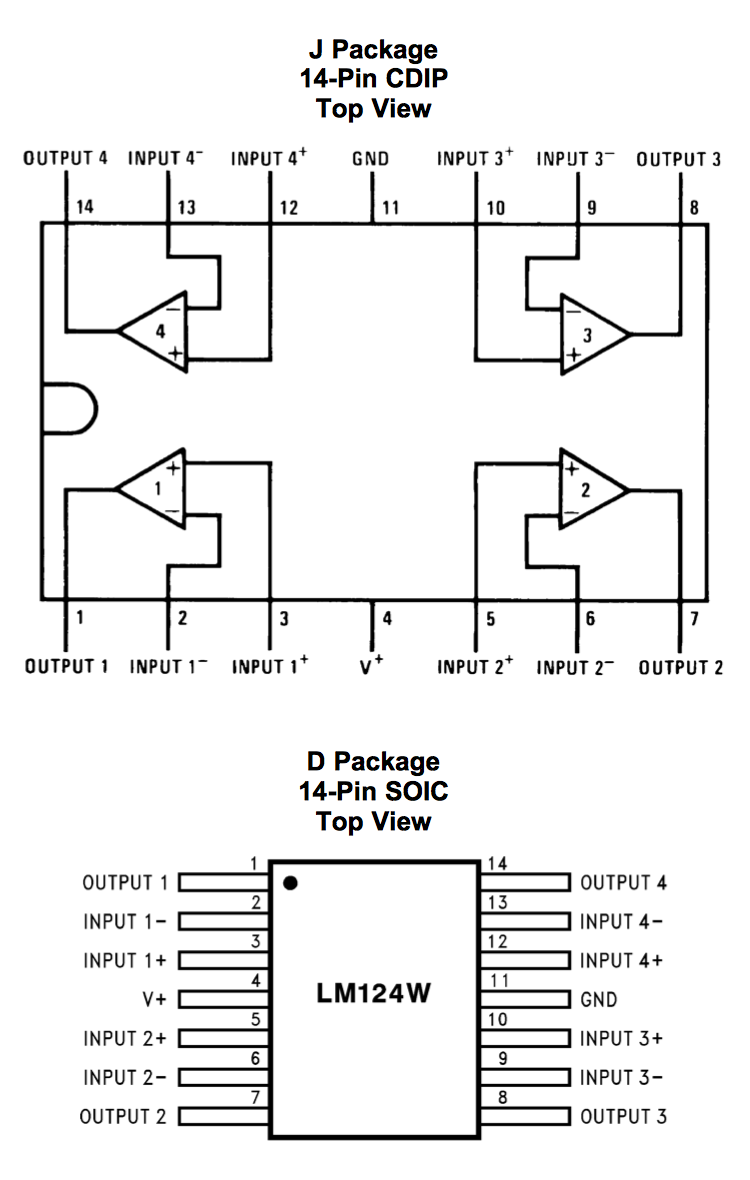 J Package
14-Pin CDIP
Top View
OUTPUT 4 INPUT 4− INPUT 4+ GND INPUT 3+ INPUT 3− OUTPUT 3
14 13 12 11 10 9 8
− −
4 3
+ +
+ +
1 2
− −
1 2 3 4 5 6 7
OUTPUT 1 INPUT 1− INPUT 1+ V+ INPUT 2+ INPUT 2− OUTPUT 2
D Package
14-Pin SOIC
Top View
1 14
OUTPUT 1 OUTPUT 4
2 13
INPUT 1− INPUT 4−
3 12
INPUT 1+ INPUT 4+
4 11
V+ LM124W GND
5 10
INPUT 2+ INPUT 3+
6 9
INPUT 2− INPUT 3−
7 8
OUTPUT 2 OUTPUT 3